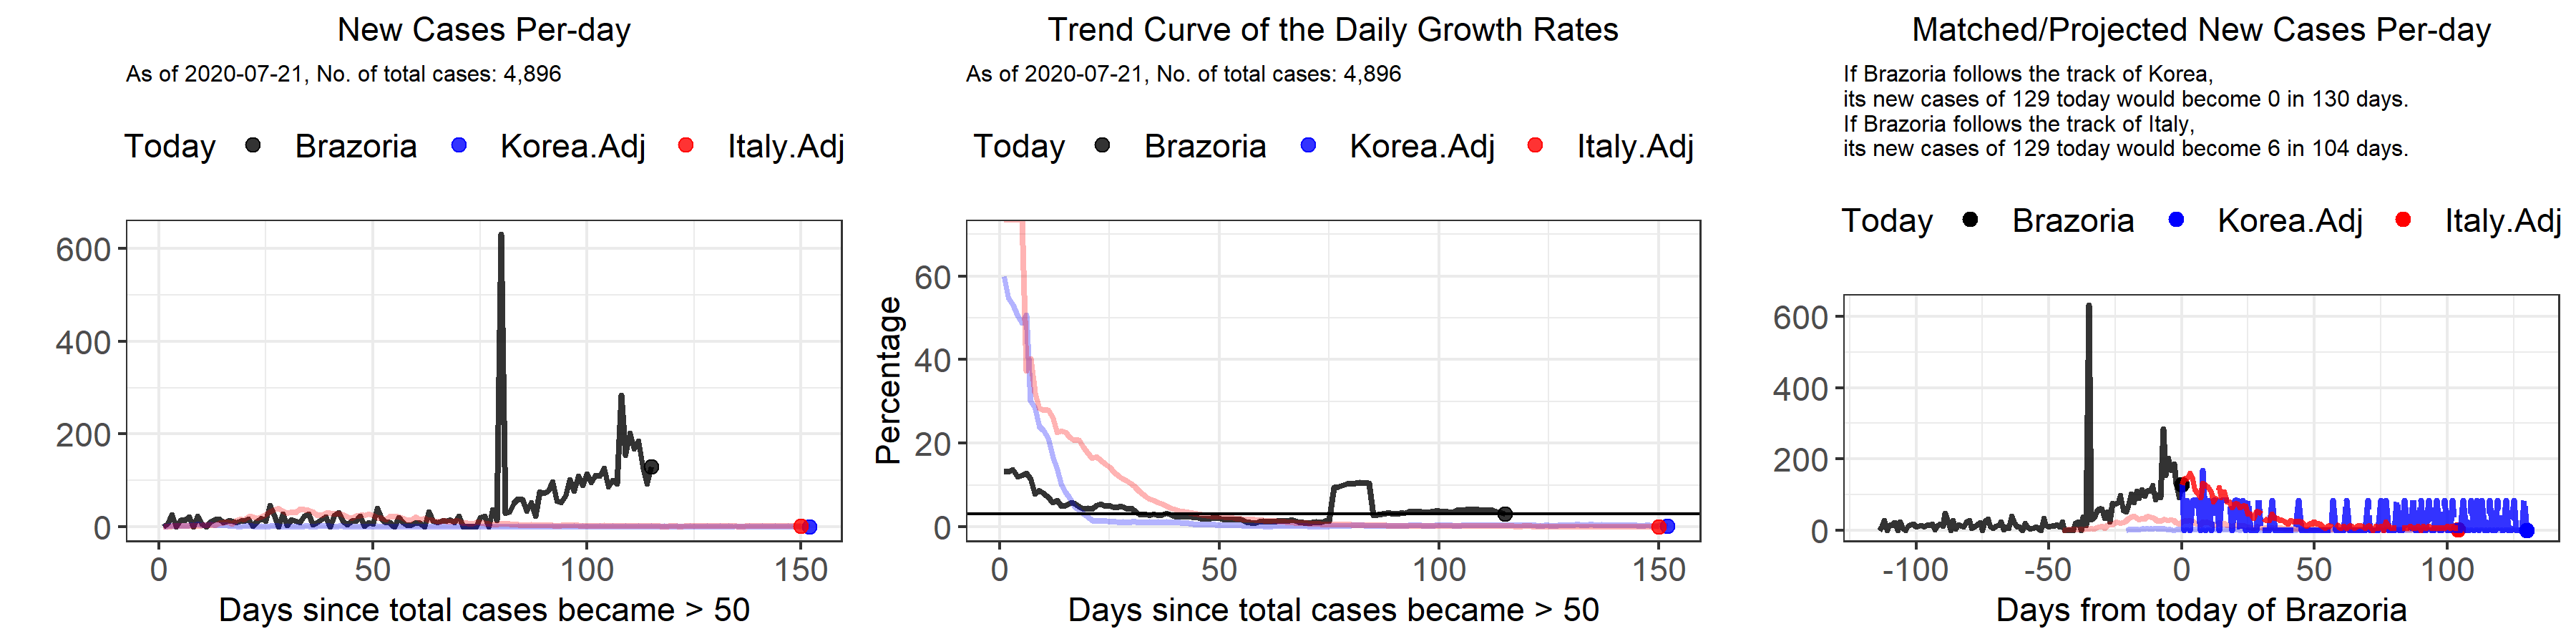 New Cases Per-day
As of 2020-07-21, No. of total cases: 4,896
Today Brazoria Korea.Adj Italy.Adj
600
400
200
0
0 50 100 150
Days since total cases became > 50
Trend Curve of the Daily Growth Rates
As of 2020-07-21, No. of total cases: 4,896
Today Brazoria Korea.Adj Italy.Adj
Percentage
60
40
20
0
0 50 100 150
Days since total cases became > 50
Matched/Projected New Cases Per-day
If Brazoria follows the track of Korea,
its new cases of 129 today would become 0 in 130 days.
If Brazoria follows the track of Italy,
its new cases of 129 today would become 6 in 104 days.
Today Brazoria Korea.Adj Italy.Adj
600
400
200
0
-100 -50 0 50 100
Days from today of Brazoria